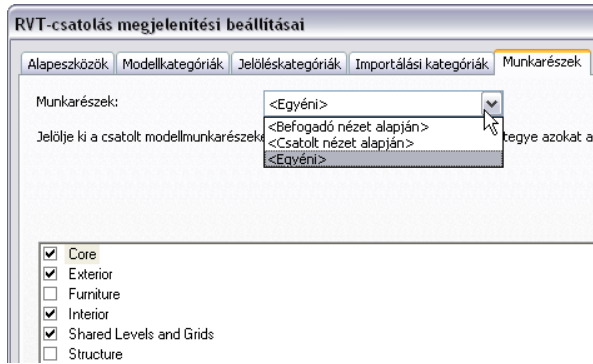 RVT-csatolás megjelenítési beállításai
Alapeszközök Modellkategóriák Jelöléskategóriák Importálási kategóriák Munkarészek
Munkarészek: <Egyéni>
<Befogadó nézet alapján>
Jelölje ki a csatolt modellmunkarészeke tegye azokat a
<Csatolt nézet alapján>
<Egyéni>
Core
Exterior
Furniture
Interior
Shared Levels and Grids
Structure